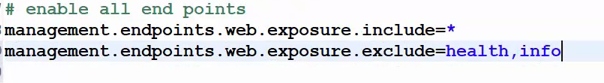 # enable all end points
management.endpoints.web.exposure.include=*
management.endpoints.web.exposure.exclude=health,info